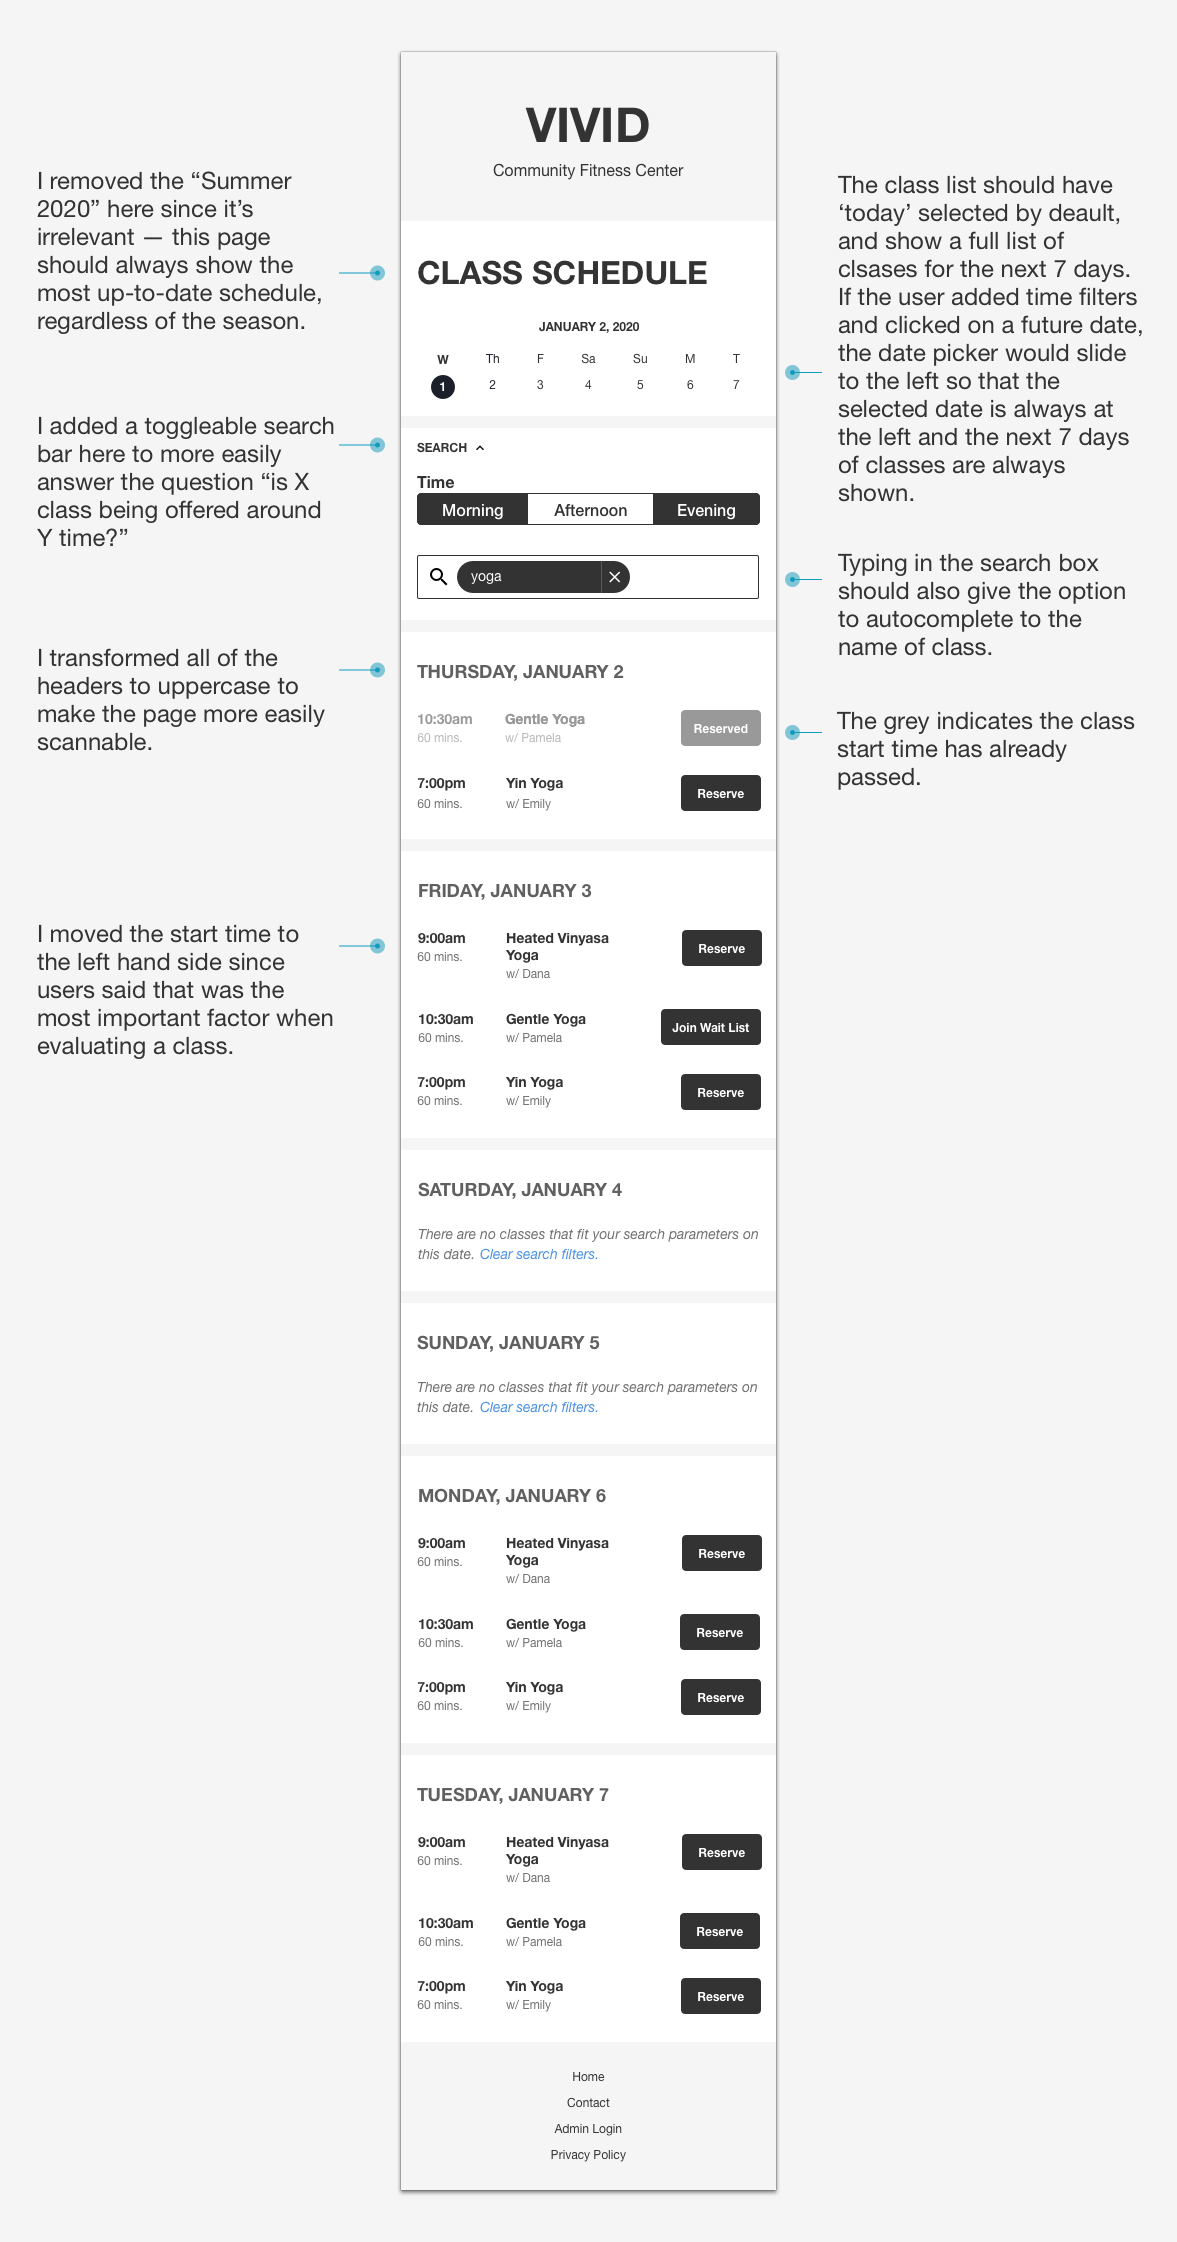 VIVID
Community Fitness Center
I removed the “Summer
2020” here since it’s
irrelevant — this page
should always show the
most up-to-date schedule,
regardless of the season.
I added a toggleable search
bar here to more easily
answer the question “is X
class being offered around
Y time?”
I transformed all of the
headers to uppercase to
make the page more easily
scannable.
I moved the start time to
the left hand side since
users said that was the
most important factor when
evaluating a class.
CLASS SCHEDULE
JANUARY 2, 2020
W Th F Sa Su M T
1 2 3 4 5 6 7
SEARCH
Time
Morning Afternoon Evening
yoga
THURSDAY, JANUARY 2
10:30am Gentle Yoga Reserved
60 mins. w/ Pamela
7:00pm Yin Yoga Reserve
60 mins. w/ Emily
FRIDAY, JANUARY 3
9:00am Heated Vinyasa Reserve
60 mins. Yoga
w/ Dana
10:30am Gentle Yoga Join Wait List
60 mins. w/ Pamela
7:00pm Yin Yoga Reserve
60 mins. w/ Emily
SATURDAY, JANUARY 4
There are no classes that fit your search parameters on
this date. Clear search filters.
SUNDAY, JANUARY 5
There are no classes that fit your search parameters on
this date. Clear search filters.
MONDAY, JANUARY 6
9:00am Heated Vinyasa Reserve
60 mins. Yoga
w/ Dana
10:30am Gentle Yoga Reserve
60 mins. w/ Pamela
7:00pm Yin Yoga Reserve
60 mins. w/ Emily
TUESDAY, JANUARY 7
9:00am Heated Vinyasa Reserve
60 mins. Yoga
w/ Dana
10:30am Gentle Yoga Reserve
60 mins. w/ Pamela
7:00pm Yin Yoga Reserve
60 mins. w/ Emily
Home
Contact
Admin Login
Privacy Policy
The class list should have
‘today’ selected by deault,
and show a full list of
clsases for the next 7 days.
If the user added time filters
and clicked on a future date,
the date picker would slide
to the left so that the
selected date is always at
the left and the next 7 days
of classes are always
shown.
Typing in the search box
should also give the option
to autocomplete to the
name of class.
The grey indicates the class
start time has already
passed.